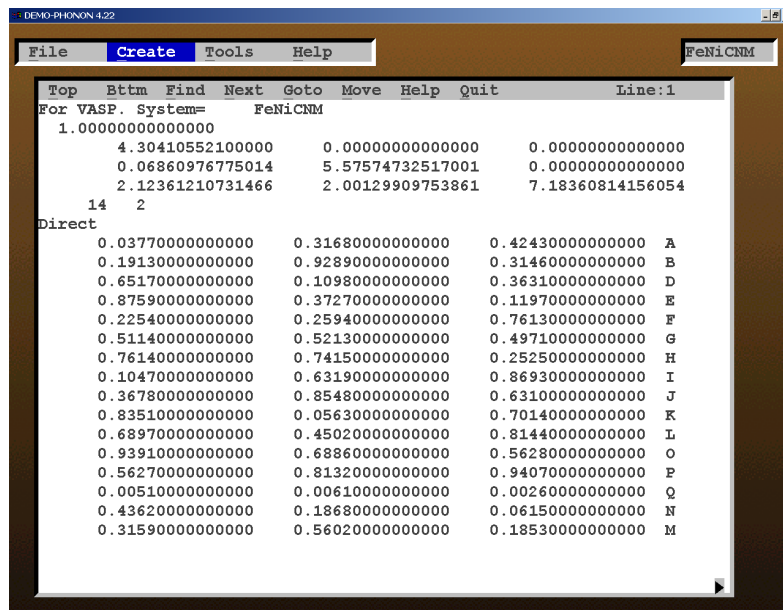 DEMO-PHONON 4.22
File Create Tools Help FeNiCNM
Top Bttm Find Next Goto Move Help Quit Line:1
For VASP. System= FeNiCNM
1.00000000000000
4.30410552100000 0.00000000000000 0.00000000000000
0.06860976775014 5.57574732517001 0.00000000000000
2.12361210731466 2.00129909753861 7.18360814156054
14 2
Direct
0.03770000000000 0.31680000000000 0.42430000000000 A
0.19130000000000 0.92890000000000 0.31460000000000 B
0.65170000000000 0.10980000000000 0.36310000000000 D
0.87590000000000 0.37270000000000 0.11970000000000 E
0.22540000000000 0.25940000000000 0.76130000000000 F
0.51140000000000 0.52130000000000 0.49710000000000 G
0.76140000000000 0.74150000000000 0.25250000000000 H
0.10470000000000 0.63190000000000 0.86930000000000 I
0.36780000000000 0.85480000000000 0.63100000000000 J
0.83510000000000 0.05630000000000 0.70140000000000 K
0.68970000000000 0.45020000000000 0.81440000000000 L
0.93910000000000 0.68860000000000 0.56280000000000 O
0.56270000000000 0.81320000000000 0.94070000000000 P
0.00510000000000 0.00610000000000 0.00260000000000 Q
0.43620000000000 0.18680000000000 0.06150000000000 N
0.31590000000000 0.56020000000000 0.18530000000000 M